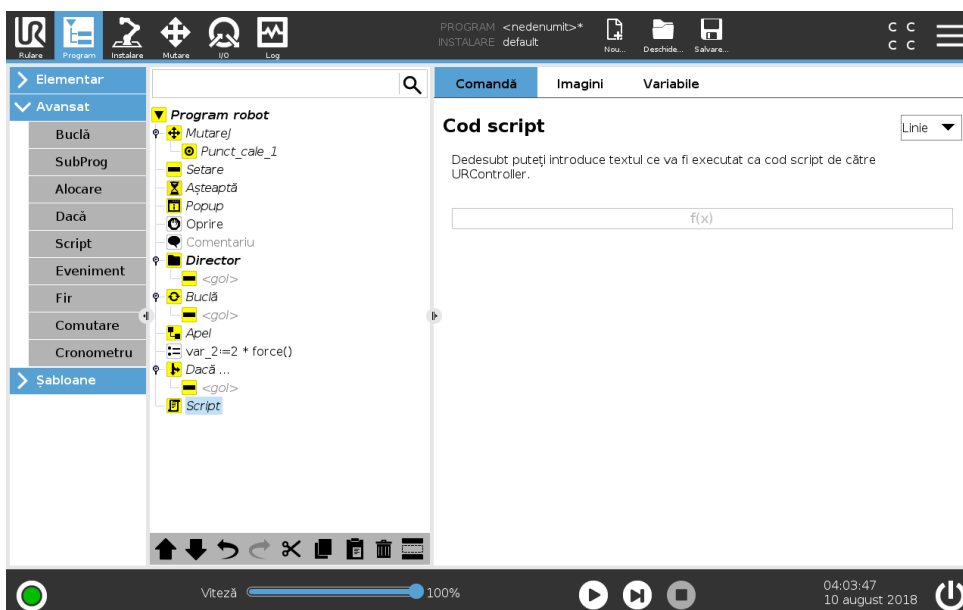 UR
PROGRAM <nedenumit>*
INSTALARE default
Rulare Program Instalare Mutare I/O Log
Nou... Deschide... Salvare...
C C
C C
Elementar
Avansat
Buclă
SubProg
Alocare
Dacă
Script
Eveniment
Fir
Comutare
Cronometru
Șabloane
Program robot
MutareJ
Punct_cale_1
Setare
Așteaptă
Popup
Oprire
Comentariu
Director
<gol>
Buclă
<gol>
Apel
var_2:=2 * force()
Dacă ...
<gol>
Script
Comandă Imagini Variabile
Cod script
Linie
Dedesubt puteți introduce textul ce va fi executat ca cod script de către
URController.
f(x)
Viteză 100%
04:03:47
10 august 2018